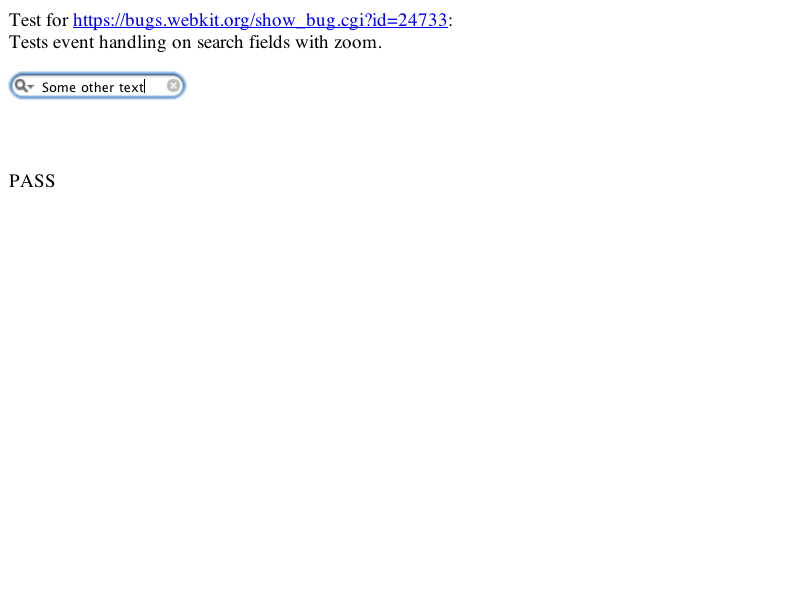 Test for https://bugs.webkit.org/show_bug.cgi?id=24733:
Tests event handling on search fields with zoom.
Some other text
PASS